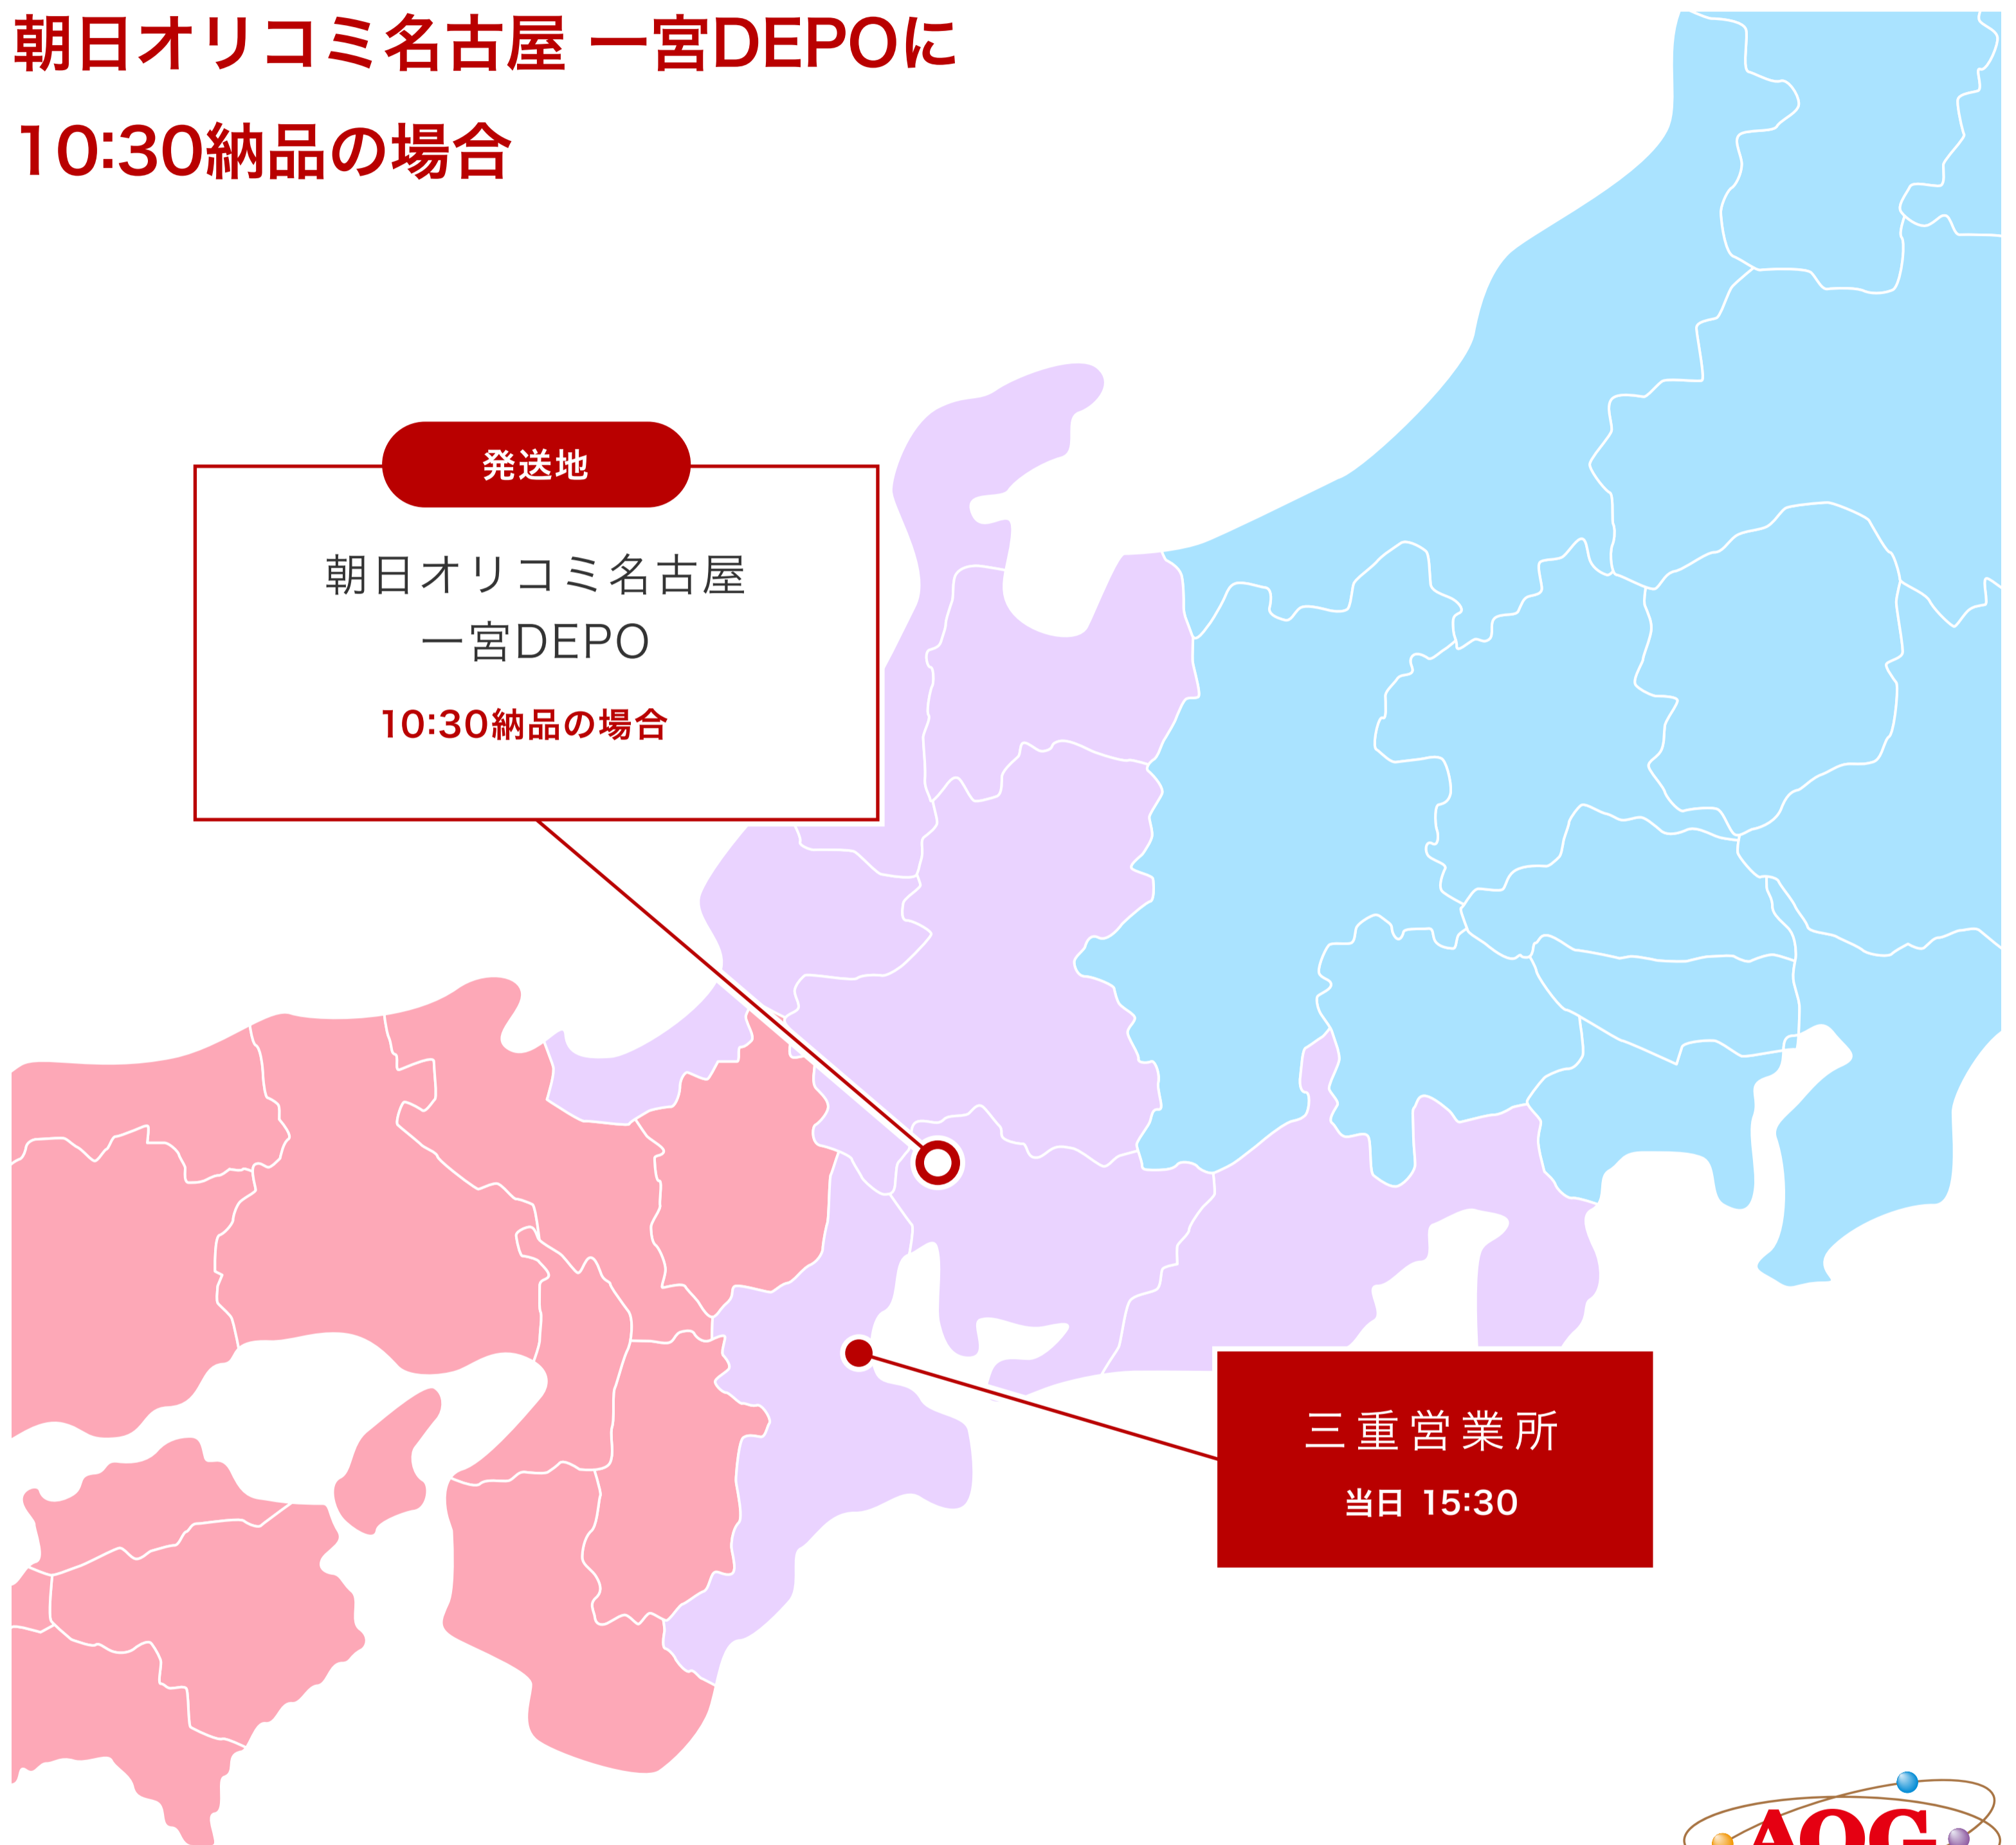 朝日オリコミ名古屋 一宮DEPOに
10:30納品の場合
発送地
朝日オリコミ名古屋
一宮DEPO
10:30納品の場合
三重営業所
当日 15:30
AOG